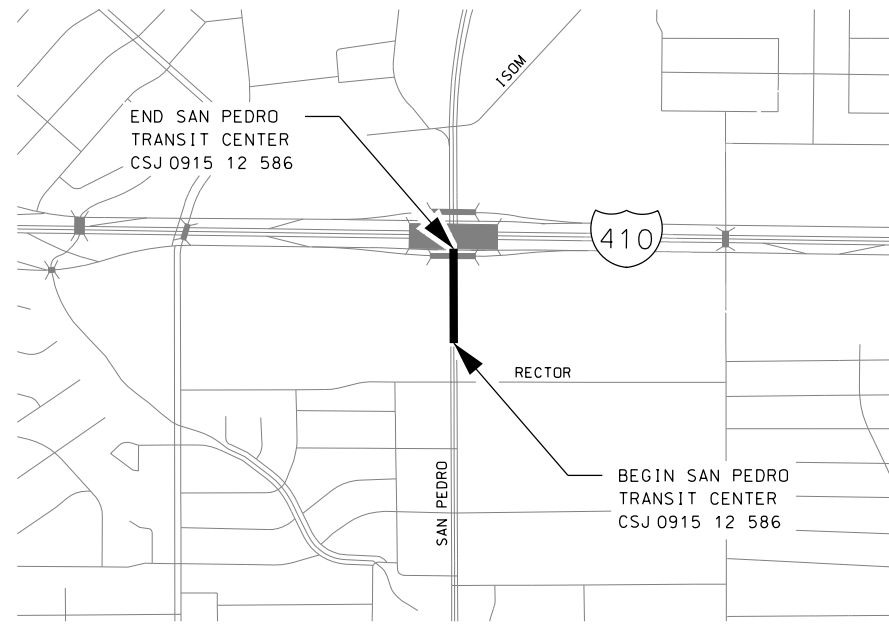 ISOM
END SAN PEDRO
TRANSIT CENTER
CSJ 0915 12 586
410
RECTOR
SAN PEDRO
BEGIN SAN PEDRO
TRANSIT CENTER
CSJ 0915 12 586